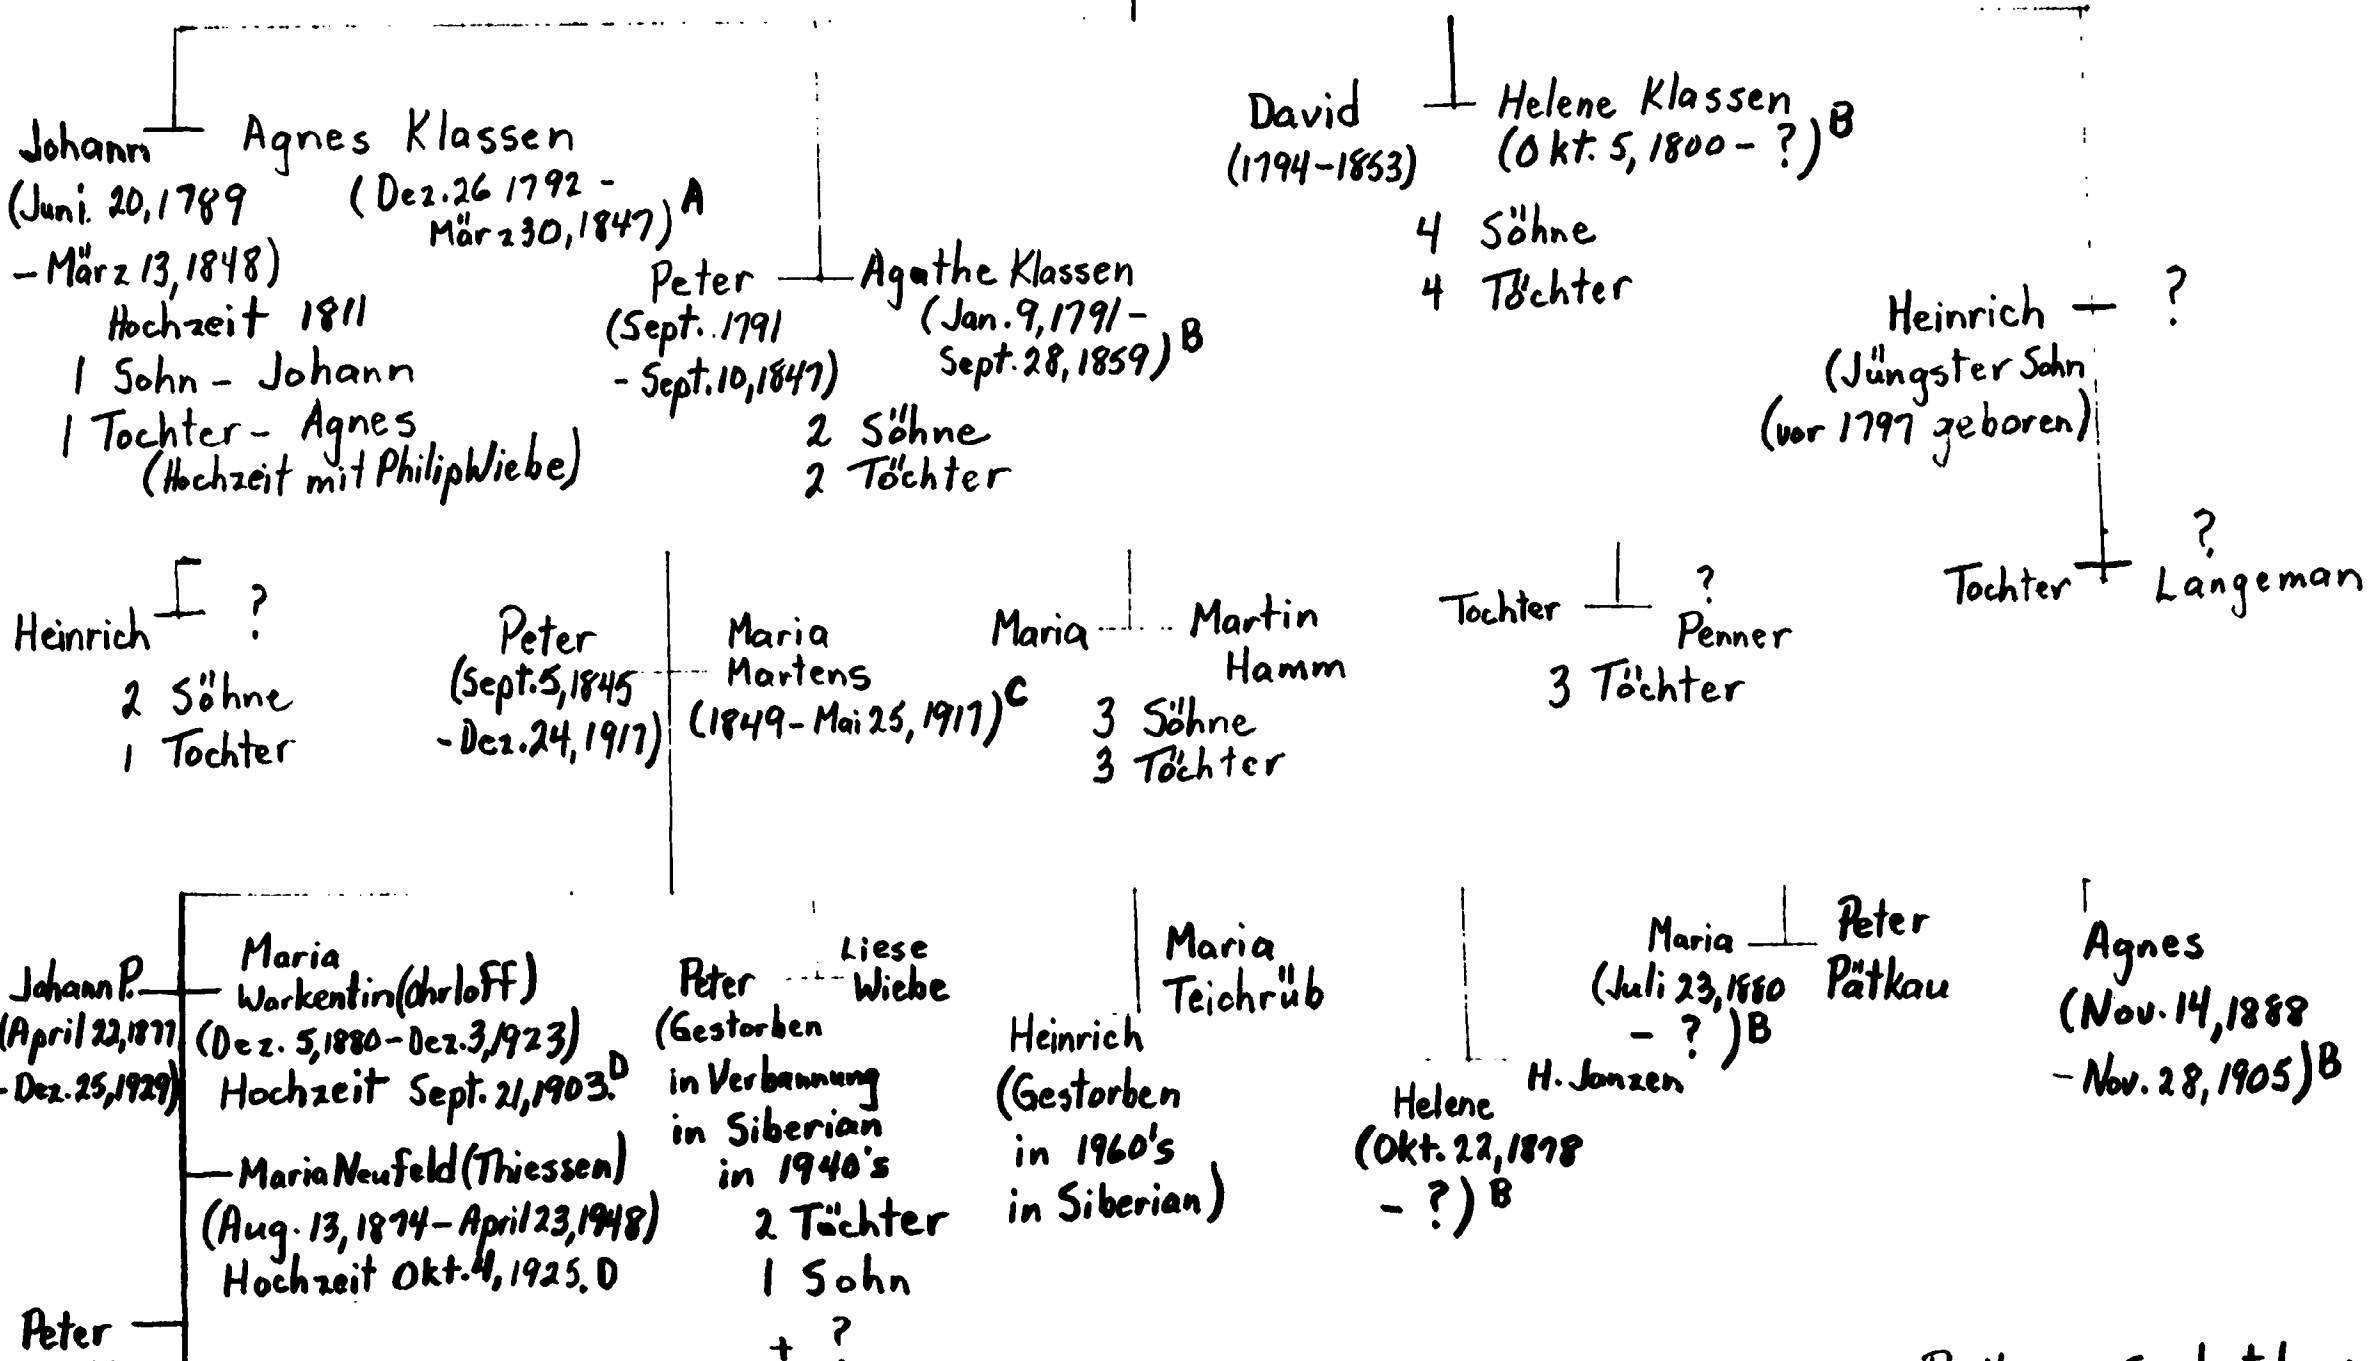 Johann
(Juni. 20, 1789
- März 13, 1848)
Agnes Klassen
(Dez. 26 1792 -
März 30, 1847) A
Hochzeit 1811
1 Sohn - Johann
1 Tochter - Agnes
(Hochzeit mit Philip Wiebe)
Peter
(Sept. 1791
- Sept. 10, 1847)
Agathe Klassen
(Jan. 9, 1791 -
Sept. 28, 1859) B
2 Söhne
2 Töchter
David
(1794-1853)
Helene Klassen
(Okt. 5, 1800 - ?) B
4 Söhne
4 Töchter
Heinrich
?
(Jüngster Sohn
(vor 1797 geboren)
Heinrich
?
2 Söhne
1 Tochter
Peter
(Sept. 5, 1845
- Dez. 24, 1917)
Maria
Martens
(1849 - Mai 25, 1917) C
Maria
Martin
Hamm
3 Söhne
3 Töchter
Tochter
?
Penner
3 Töchter
Tochter
?
Langeman
Johann P.
(April 22, 1877
- Dez. 25, 1929)
Maria
Warkentin (Ohrloff)
(Dez. 5, 1880 - Dez. 3, 1923)
Hochzeit Sept. 21, 1903. D
Maria Neufeld (Thiessen)
(Aug. 13, 1874 - April 23, 1948)
Hochzeit Okt. 4, 1925. D
Peter
Peter
Liese
Wiebe
(Gestorben
in Verbannung
in Siberian
in 1940's
2 Töchter
1 Sohn
+ ?
Heinrich
Maria
Teichrüb
(Gestorben
in 1960's
in Siberian)
Helene
(Okt. 22, 1878
- ?) B
H. Janzen
Maria
(Juli 23, 1880
- ?) B
Peter
Pätkau
Agnes
(Nov. 14, 1888
- Nov. 28, 1905) B